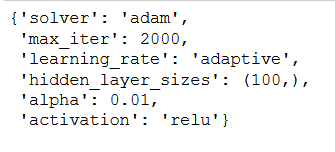 {'solver': 'adam',
 'max_iter': 2000,
 'learning_rate': 'adaptive',
 'hidden_layer_sizes': (100,),
 'alpha': 0.01,
 'activation': 'relu'}